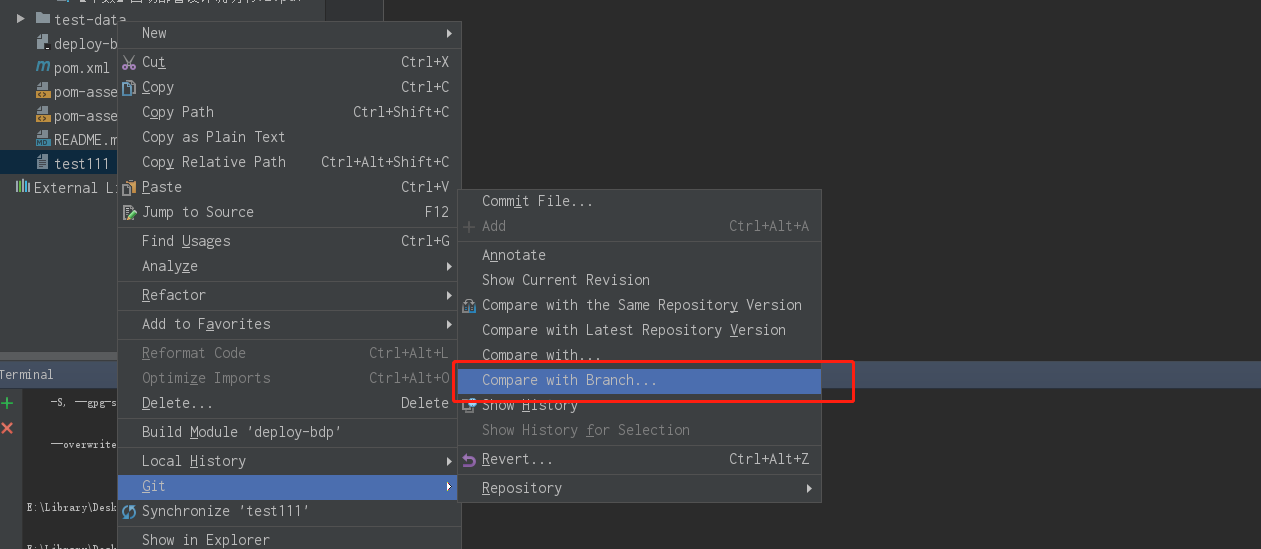 test-data
deploy-b
pom.xml
pom-asse
pom-asse
README.m
test111
External Li
New
Cut Ctrl+X
Copy Ctrl+C
Copy Path Ctrl+Shift+C
Copy as Plain Text
Copy Relative Path Ctrl+Alt+Shift+C
Paste Ctrl+V
Jump to Source F12
Find Usages Ctrl+G
Analyze
Refactor
Add to Favorites
Reformat Code Ctrl+Alt+L
Optimize Imports Ctrl+Alt+O
Delete... Delete
Build Module 'deploy-bdp'
Local History
Git
Synchronize 'test111'
Show in Explorer
Commit File...
Add Ctrl+Alt+A
Annotate
Show Current Revision
Compare with the Same Repository Version
Compare with Latest Repository Version
Compare with...
Compare with Branch...
Show History
Show History for Selection
Revert... Ctrl+Alt+Z
Repository
Terminal
-S, --gpg-s
--overwrite
E:\Library\Desk
E:\Library\Desk